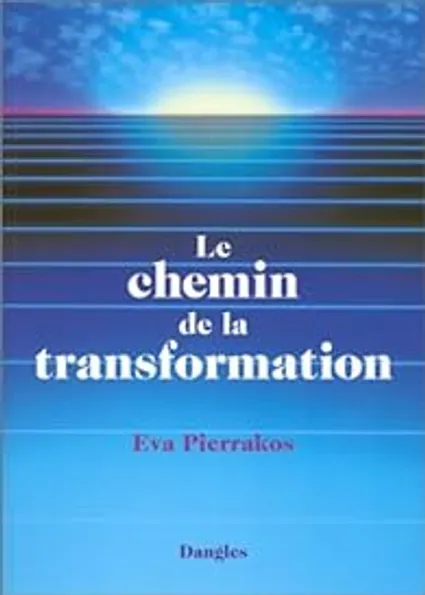 Le
chemin
de la
transformation
Eva Pierrakos
Dangles